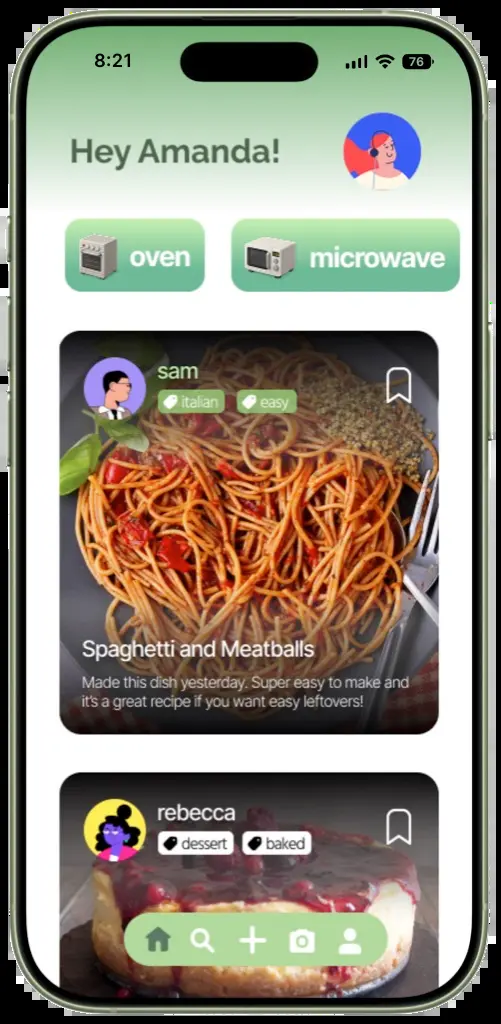 8:21
76
Hey Amanda!
oven
microwave
sam
italian
easy
Spaghetti and Meatballs
Made this dish yesterday. Super easy to make and
it's a great recipe if you want easy leftovers!
rebecca
dessert
baked